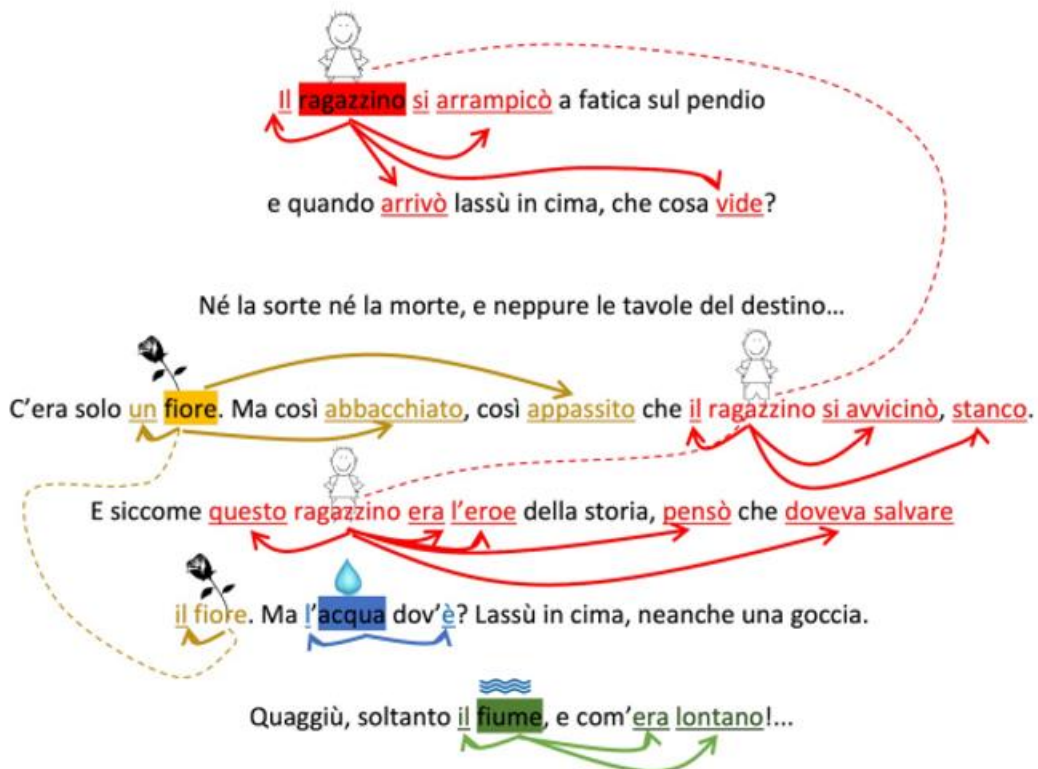 Il ragazzino si arrampicò a fatica sul pendio
e quando arrivò lassù in cima, che cosa vide?
Né la sorte né la morte, e neppure le tavole del destino…
C'era solo un fiore. Ma così abbacchiato, così appassito che il ragazzino si avvicinò, stanco.
E siccome questo ragazzino era l'eroe della storia, pensò che doveva salvare
il fiore. Ma l'acqua dov'è? Lassù in cima, neanche una goccia.
Quaggiù, soltanto il fiume, e com'era lontano!...